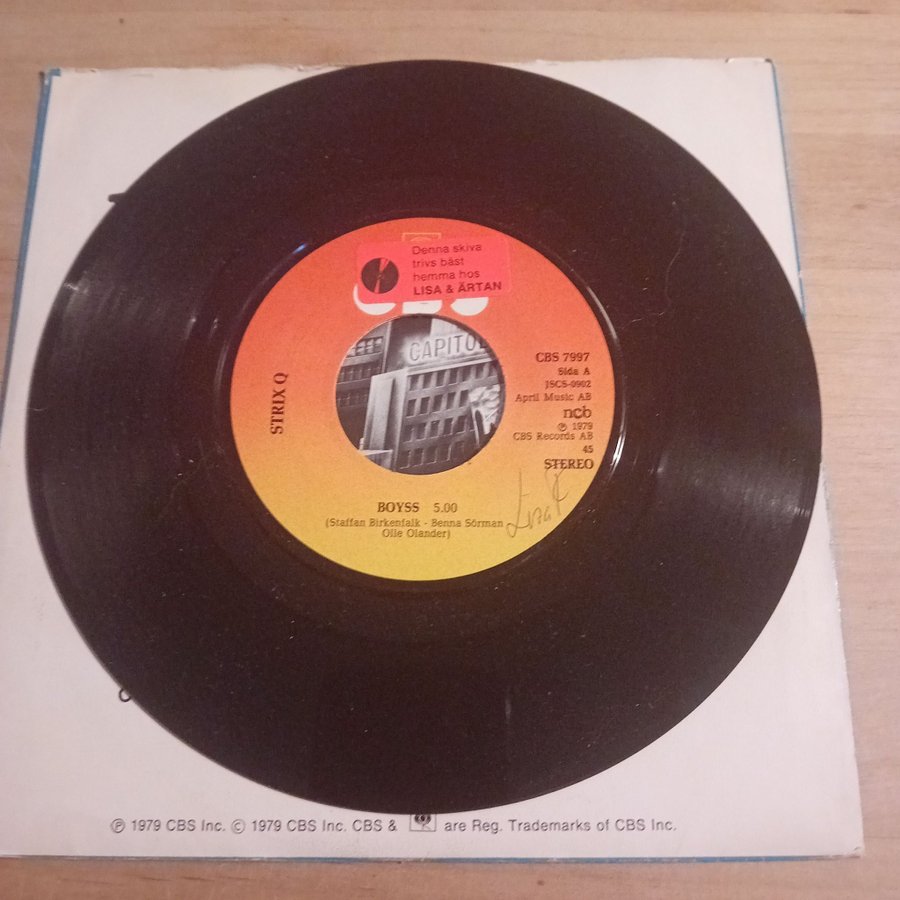 Denna skiva
trivs bäst
hemma hos
LISA & ÄRTAN
CBS
CAPITOL
STRIX Q
CBS 7997
Sida A
JSCS-0902
April Music AB
ncb
℗ 1979
CBS Records AB
45
STEREO
BOYSS 5.00
(Staffan Birkenfalk - Benna Sörman
Olle Olander)
℗ 1979 CBS Inc. © 1979 CBS Inc. CBS & are Reg. Trademarks of CBS Inc.